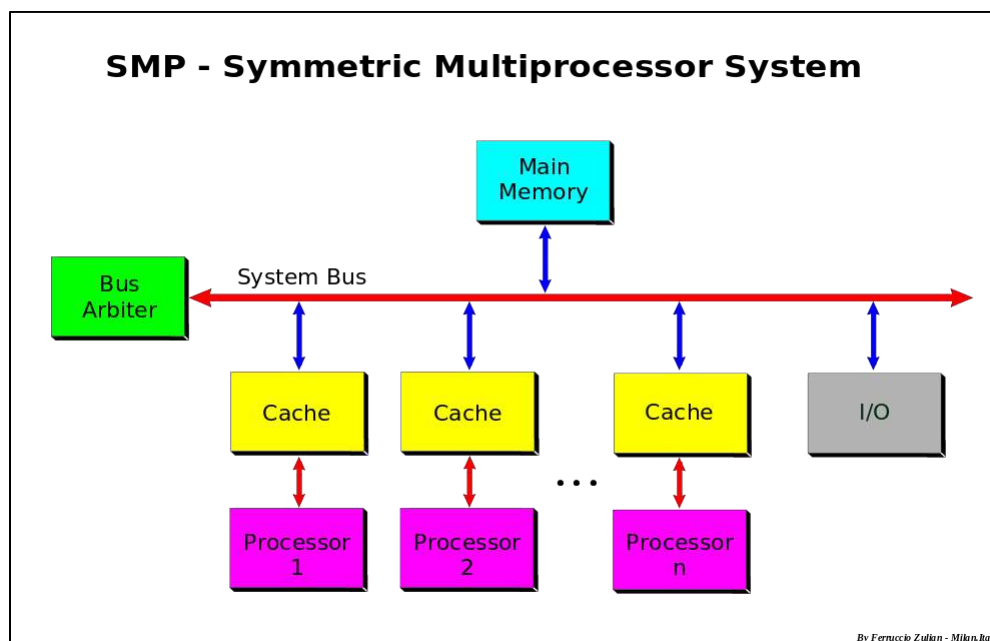 SMP - Symmetric Multiprocessor System
Main
Memory
Bus
Arbiter
System Bus
Cache
Cache
Cache
I/O
...
Processor
1
Processor
2
Processor
n
By Ferruccio Zulian - Milan.Ita